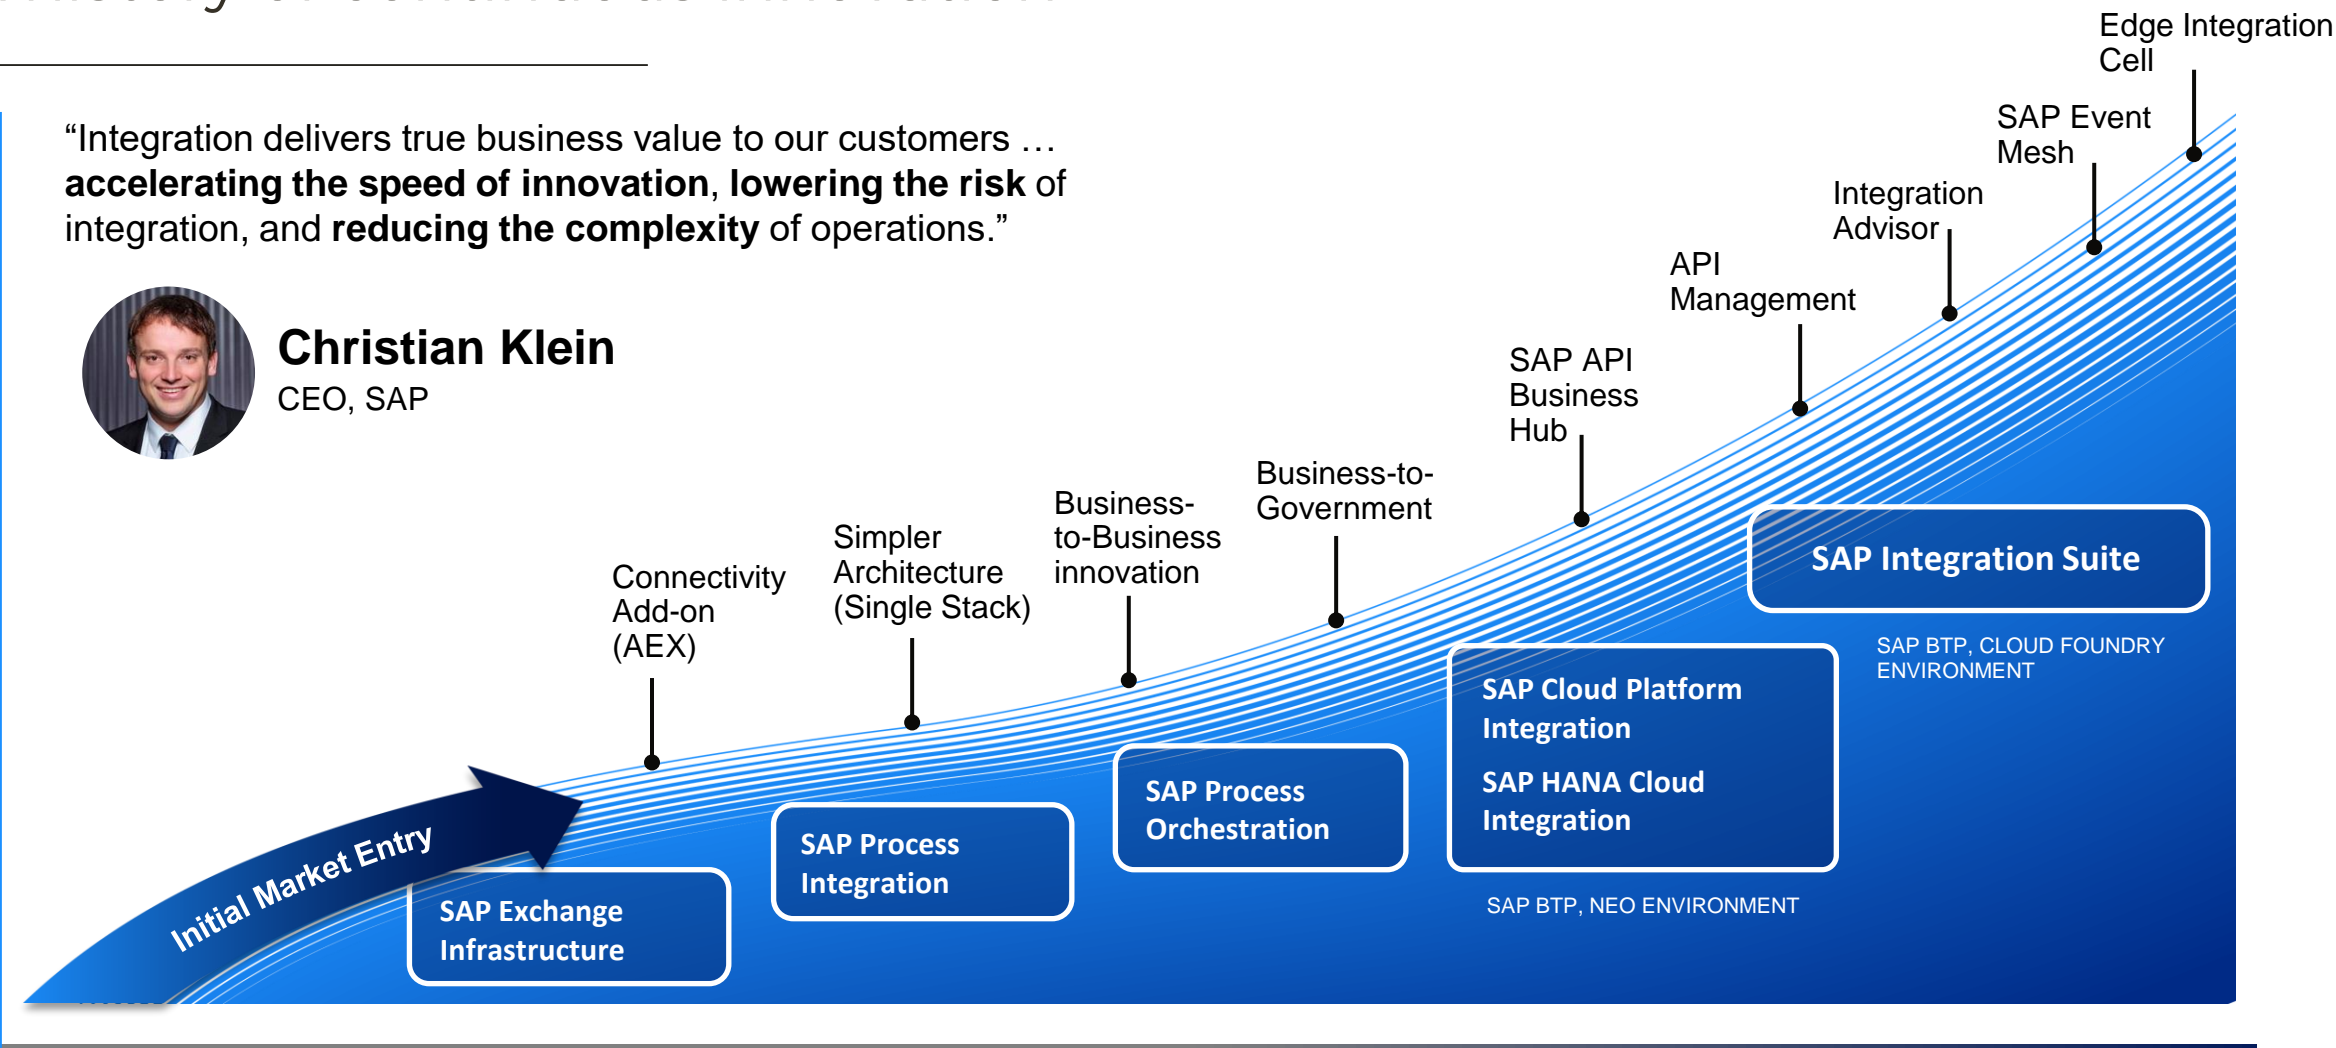 Edge Integration
Cell
SAP Event
Mesh
“Integration delivers true business value to our customers …
accelerating the speed of innovation, lowering the risk of
integration, and reducing the complexity of operations.”
Integration
Advisor
API
Management
Christian Klein
CEO, SAP
SAP API
Business
Hub
Business-to-
Government
Business-
to-Business
innovation
Simpler
Architecture
(Single Stack)
Connectivity
Add-on
(AEX)
SAP Integration Suite
SAP BTP, CLOUD FOUNDRY
ENVIRONMENT
SAP Cloud Platform
Integration
SAP HANA Cloud
Integration
SAP BTP, NEO ENVIRONMENT
SAP Process
Orchestration
SAP Process
Integration
Initial Market Entry
SAP Exchange
Infrastructure